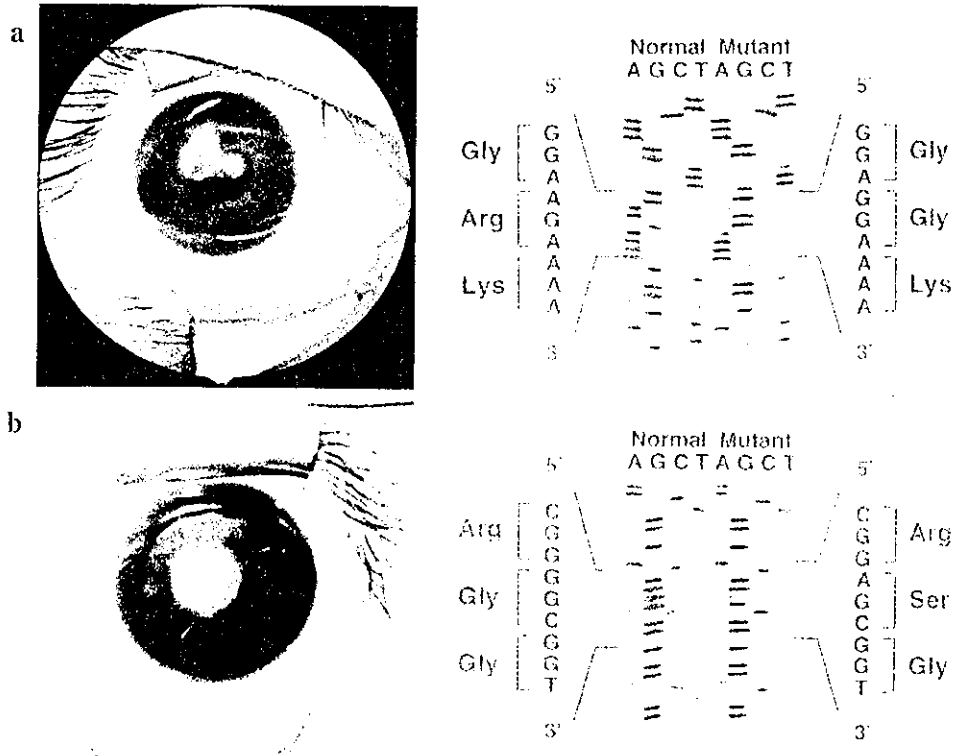 a
Normal Mutant
A G C T A G C T
5' 5'
G G
Gly G G Gly
A A
A G
Arg G G Gly
A A
A A
Lys A A Lys
A A
3' 3'
b
Normal Mutant
A G C T A G C T
5' 5'
C C
Arg G G Arg
G G
G A
Gly G G Ser
C C
G G
Gly G G Gly
T T
3' 3'